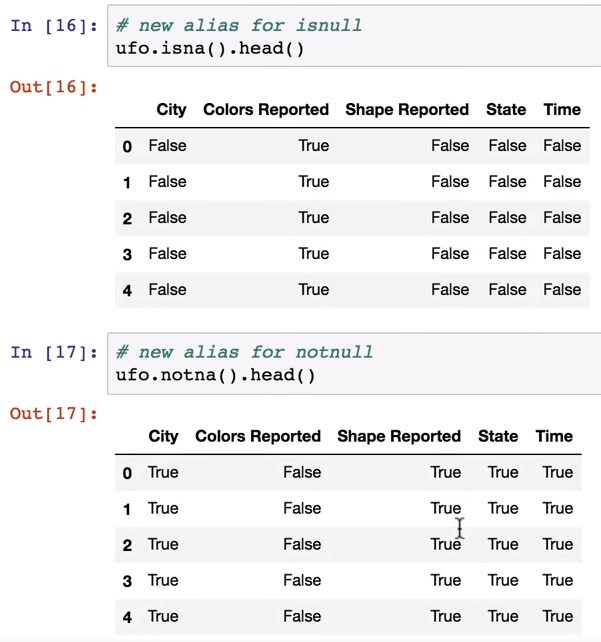 In [16]: # new alias for isnull
ufo.isna().head()
Out[16]:
City Colors Reported Shape Reported State Time
0 False True False False False
1 False True False False False
2 False True False False False
3 False True False False False
4 False True False False False
In [17]: # new alias for notnull
ufo.notna().head()
Out[17]:
City Colors Reported Shape Reported State Time
0 True False True True True
1 True False True True True
2 True False True True True
3 True False True True True
4 True False True True True